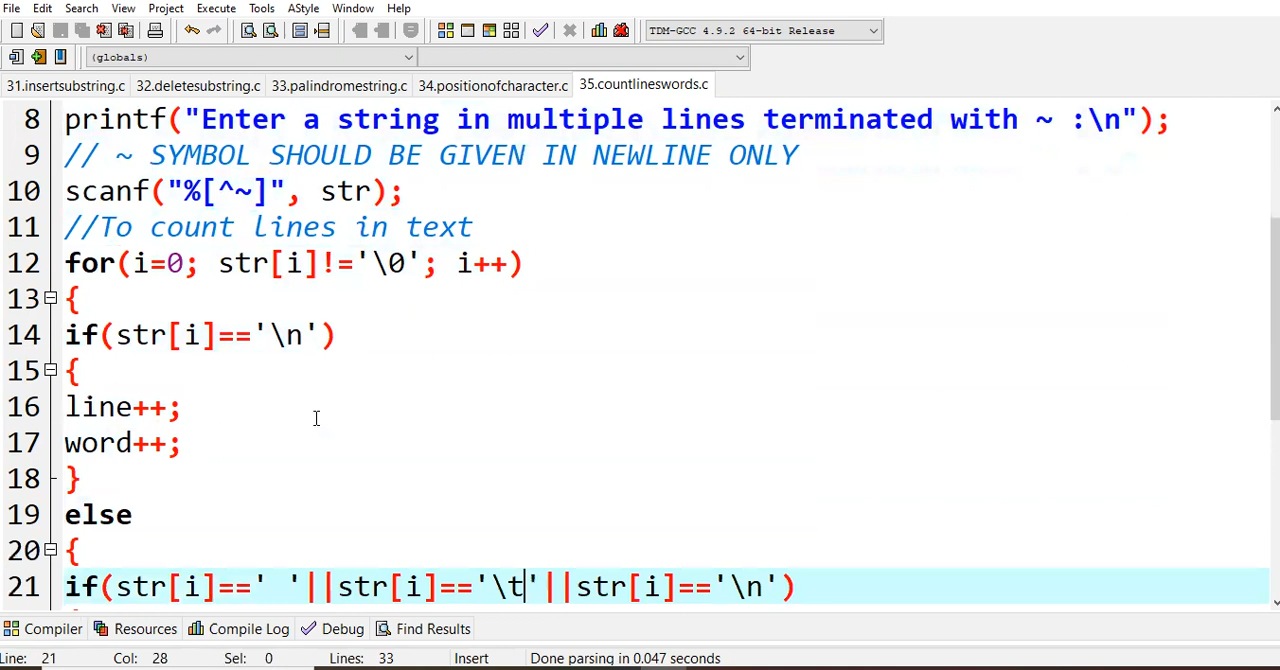 File Edit Search View Project Execute Tools AStyle Window Help
TDM-GCC 4.9.2 64-bit Release
(globals)
31.insertsubstring.c 32.deletesubstring.c 33.palindromestring.c 34.positionofcharacter.c 35.countlineswords.c
8 printf("Enter a string in multiple lines terminated with ~ :\n");
9 // ~ SYMBOL SHOULD BE GIVEN IN NEWLINE ONLY
10 scanf("%[^~]", str);
11 //To count lines in text
12 for(i=0; str[i]!='\0'; i++)
13 {
14 if(str[i]=='\n')
15 {
16 line++;
17 word++;
18 }
19 else
20 {
21 if(str[i]==' '||str[i]=='\t'||str[i]=='\n')
Compiler Resources Compile Log Debug Find Results
Line: 21 Col: 28 Sel: 0 Lines: 33 Insert Done parsing in 0.047 seconds